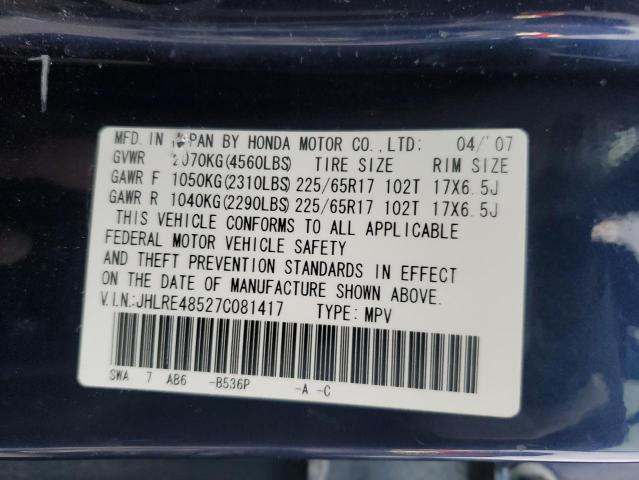 MFD. IN JAPAN BY HONDA MOTOR CO., LTD: 04/'07
GVWR 2070KG(4560LBS) TIRE SIZE RIM SIZE
GAWR F 1050KG(2310LBS) 225/65R17 102T 17X6.5J
GAWR R 1040KG(2290LBS) 225/65R17 102T 17X6.5J
THIS VEHICLE CONFORMS TO ALL APPLICABLE
FEDERAL MOTOR VEHICLE SAFETY
AND THEFT PREVENTION STANDARDS IN EFFECT
ON THE DATE OF MANUFACTURE SHOWN ABOVE.
V.I.N.:JHLRE48527C081417 TYPE: MPV
SWA 7 AB6 -B536P -A -C